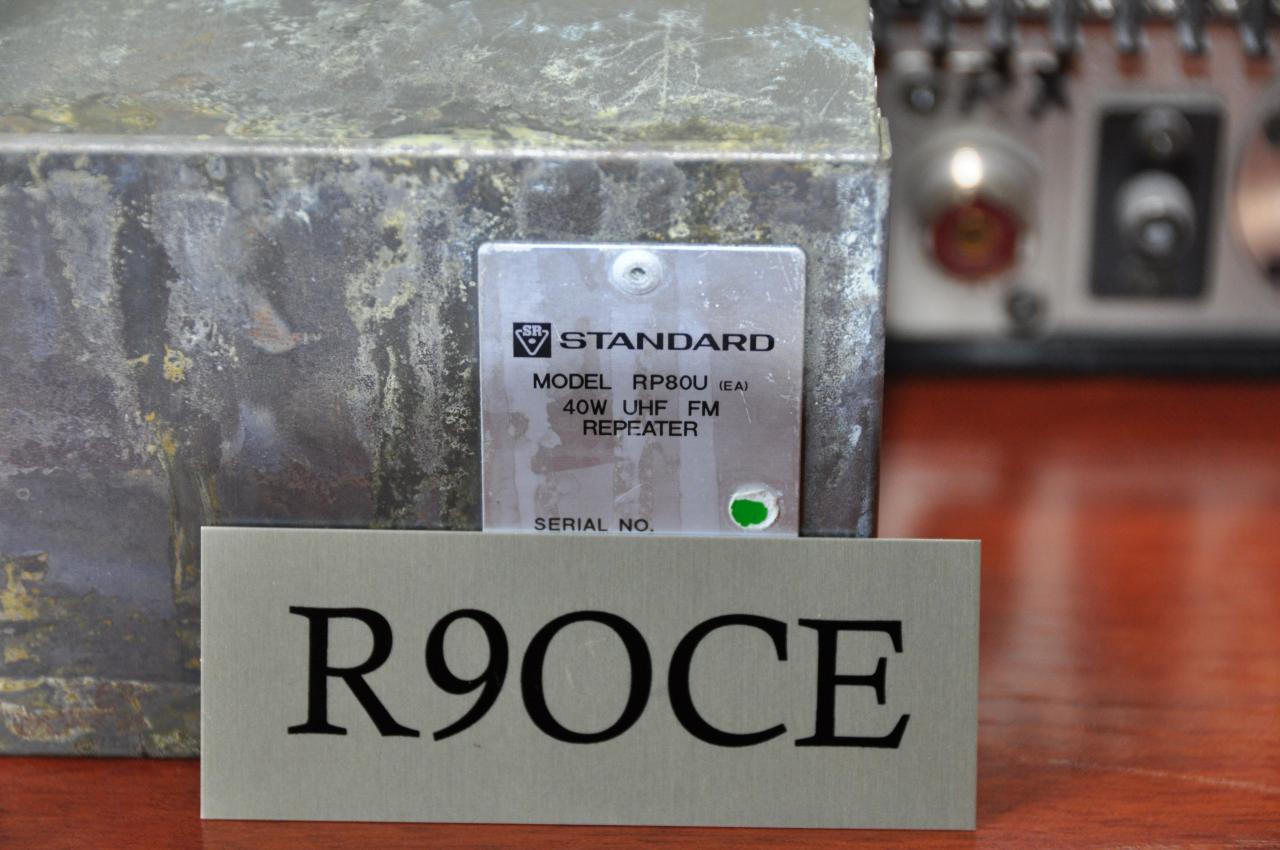 SR STANDARD
MODEL RP80U (EA)
40W UHF FM
REPEATER
SERIAL NO.
R9OCE